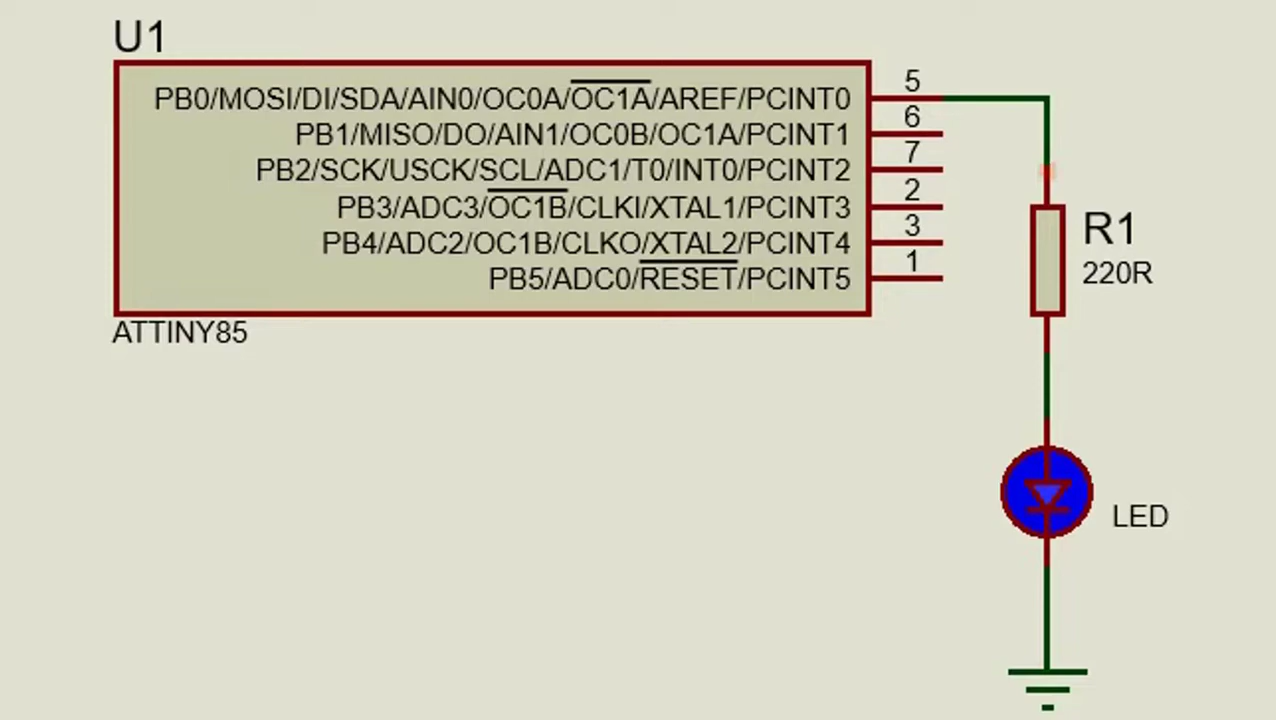 U1
PB0/MOSI/DI/SDA/AIN0/OC0A/OC1A/AREF/PCINT0 5
PB1/MISO/DO/AIN1/OC0B/OC1A/PCINT1 6
PB2/SCK/USCK/SCL/ADC1/T0/INT0/PCINT2 7
PB3/ADC3/OC1B/CLKI/XTAL1/PCINT3 2
PB4/ADC2/OC1B/CLKO/XTAL2/PCINT4 3
PB5/ADC0/RESET/PCINT5 1
ATTINY85
R1
220R
LED